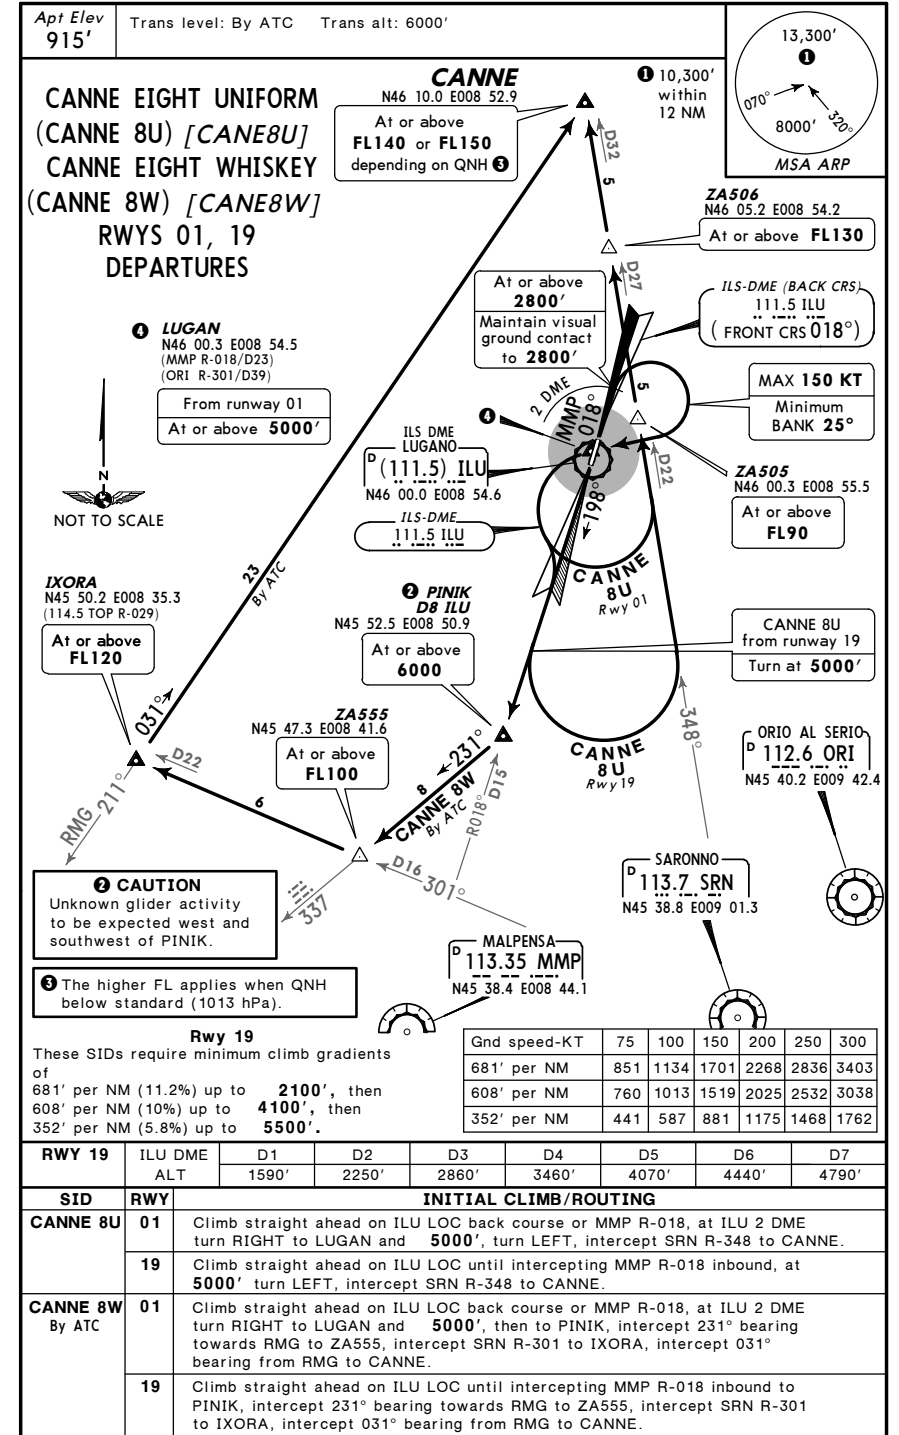 Apt Elev
915′
Trans level: By ATC Trans alt: 6000′
13,300′
❶
070°
320°
8000′
MSA ARP
❶ 10,300′
within
12 NM
CANNE EIGHT UNIFORM
(CANNE 8U) [CANE8U]
CANNE EIGHT WHISKEY
(CANNE 8W) [CANE8W]
RWYS 01, 19
DEPARTURES
CANNE
N46 10.0 E008 52.9
At or above
FL140 or FL150
depending on QNH ❸
D32
5
ZA506
N46 05.2 E008 54.2
At or above FL130
D27
At or above
2800′
Maintain visual
ground contact
to 2800′
ILS-DME (BACK CRS)
111.5 ILU
( FRONT CRS 018°)
MAX 150 KT
Minimum
BANK 25°
❹ LUGAN
N46 00.3 E008 54.5
(MMP R-018/D23)
(ORI R-301/D39)
From runway 01
At or above 5000′
2 DME
MMP
018°
5
❹
ILS DME
LUGANO
D (111.5) ILU
N46 00.0 E008 54.6
ILS-DME
111.5 ILU
D22
ZA505
N46 00.3 E008 55.5
At or above
FL90
N
NOT TO SCALE
198°
CANNE
8U
Rwy 01
23
By ATC
IXORA
N45 50.2 E008 35.3
(114.5 TOP R-029)
At or above
FL120
❷ PINIK
D8 ILU
N45 52.5 E008 50.9
At or above
6000
CANNE 8U
from runway 19
Turn at 5000′
031°
ZA555
N45 47.3 E008 41.6
At or above
FL100
231°
8
CANNE 8W
By ATC
CANNE
8U
Rwy 19
348°
ORIO AL SERIO
D 112.6 ORI
N45 40.2 E009 42.4
D22
RMG 211°
6
R018°
D15
D16
301°
337
SARONNO
D 113.7 SRN
N45 38.8 E009 01.3
MALPENSA
D 113.35 MMP
N45 38.4 E008 44.1
❷ CAUTION
Unknown glider activity
to be expected west and
southwest of PINIK.
❸ The higher FL applies when QNH
below standard (1013 hPa).
Rwy 19
These SIDs require minimum climb gradients
of
681′ per NM (11.2%) up to 2100′, then
608′ per NM (10%) up to 4100′, then
352′ per NM (5.8%) up to 5500′.
Gnd speed-KT 75 100 150 200 250 300
681′ per NM 851 1134 1701 2268 2836 3403
608′ per NM 760 1013 1519 2025 2532 3038
352′ per NM 441 587 881 1175 1468 1762
RWY 19 ILU DME D1 D2 D3 D4 D5 D6 D7
ALT 1590′ 2250′ 2860′ 3460′ 4070′ 4440′ 4790′
SID RWY INITIAL CLIMB/ROUTING
CANNE 8U 01 Climb straight ahead on ILU LOC back course or MMP R-018, at ILU 2 DME
turn RIGHT to LUGAN and 5000′, turn LEFT, intercept SRN R-348 to CANNE.
19 Climb straight ahead on ILU LOC until intercepting MMP R-018 inbound, at
5000′ turn LEFT, intercept SRN R-348 to CANNE.
CANNE 8W 01 Climb straight ahead on ILU LOC back course or MMP R-018, at ILU 2 DME
By ATC turn RIGHT to LUGAN and 5000′, then to PINIK, intercept 231° bearing
towards RMG to ZA555, intercept SRN R-301 to IXORA, intercept 031°
bearing from RMG to CANNE.
19 Climb straight ahead on ILU LOC until intercepting MMP R-018 inbound to
PINIK, intercept 231° bearing towards RMG to ZA555, intercept SRN R-301
to IXORA, intercept 031° bearing from RMG to CANNE.